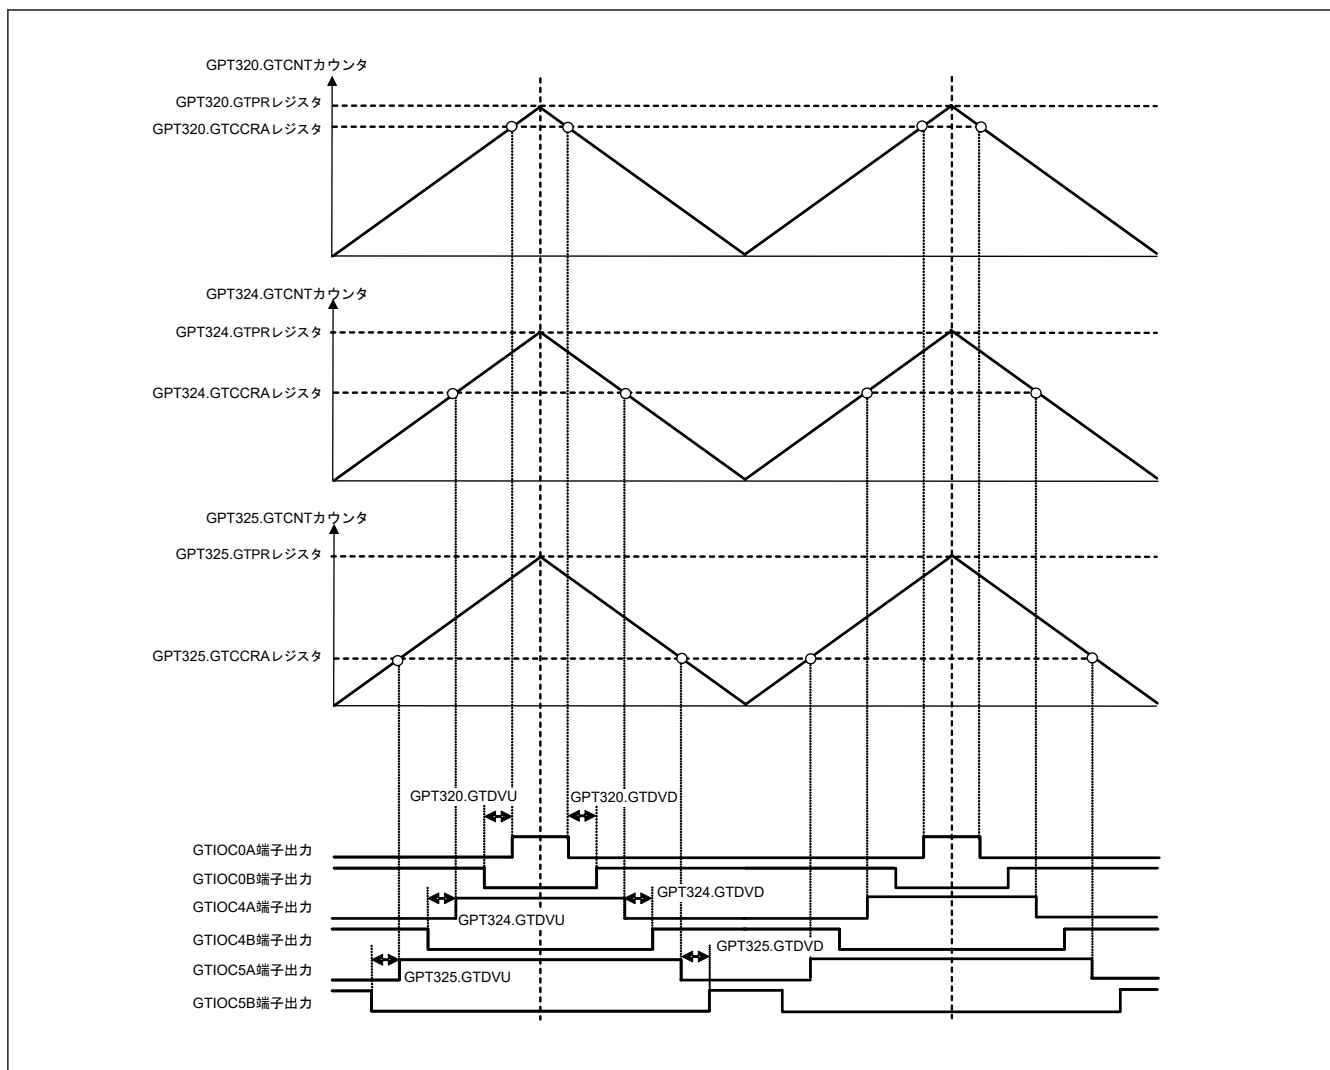 GPT320.GTCNTカウンタ
GPT320.GTPRレジスタ
GPT320.GTCCRAレジスタ
GPT324.GTCNTカウンタ
GPT324.GTPRレジスタ
GPT324.GTCCRAレジスタ
GPT325.GTCNTカウンタ
GPT325.GTPRレジスタ
GPT325.GTCCRAレジスタ
GPT320.GTDVU
GPT320.GTDVD
GTIOC0A端子出力
GTIOC0B端子出力
GPT324.GTDVD
GTIOC4A端子出力
GPT324.GTDVU
GTIOC4B端子出力
GPT325.GTDVD
GTIOC5A端子出力
GPT325.GTDVU
GTIOC5B端子出力